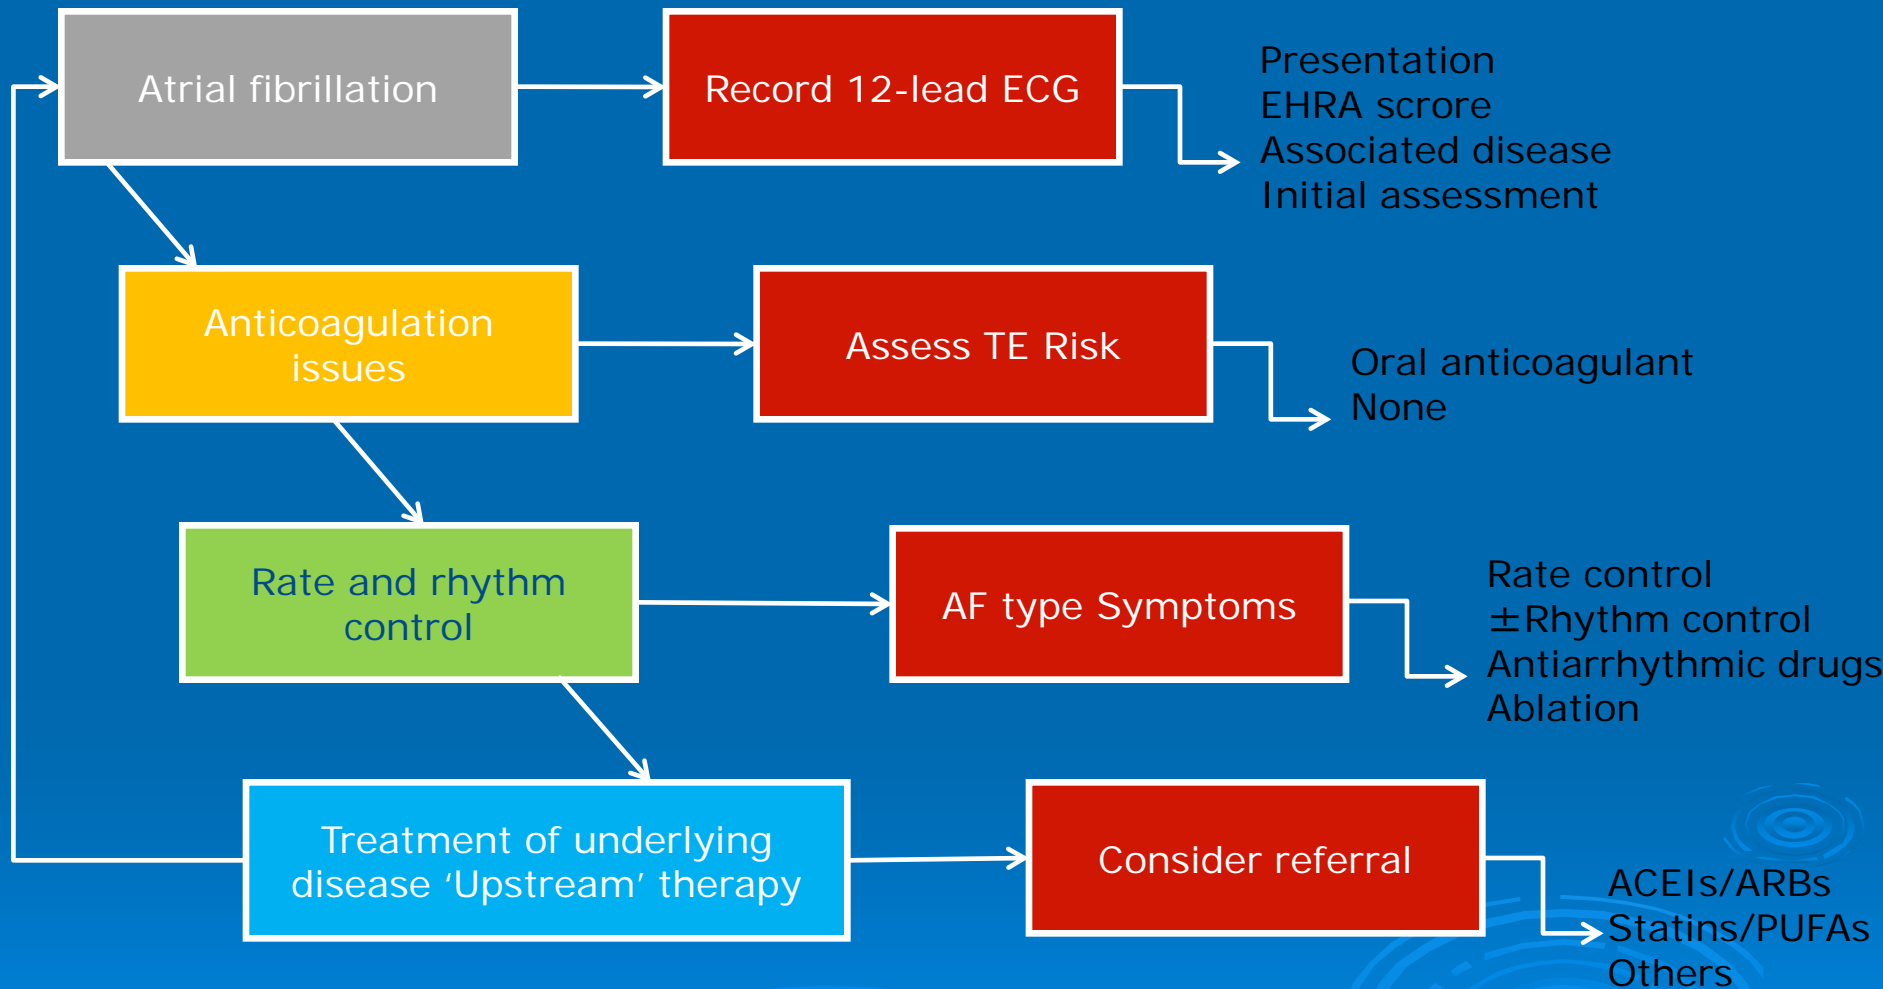 Atrial fibrillation
Record 12-lead ECG
Presentation
EHRA scrore
Associated disease
Initial assessment
Anticoagulation
issues
Assess TE Risk
Oral anticoagulant
None
Rate and rhythm
control
AF type Symptoms
Rate control
±Rhythm control
Antiarrhythmic drugs
Ablation
Treatment of underlying
disease ‘Upstream’ therapy
Consider referral
ACEIs/ARBs
Statins/PUFAs
Others